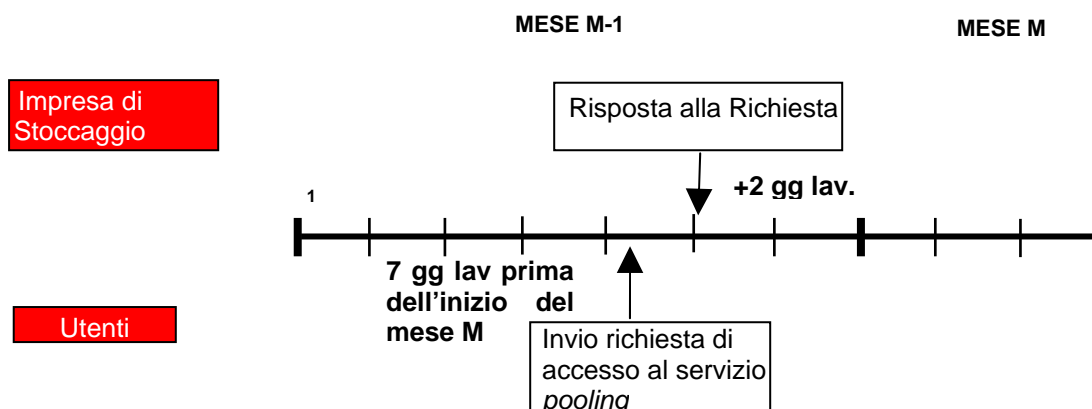 MESE M-1
MESE M
Impresa di
Stoccaggio
Risposta alla Richiesta
+2 gg lav.
1
7 gg lav prima
dell'inizio del
mese M
Utenti
Invio richiesta di
accesso al servizio
pooling